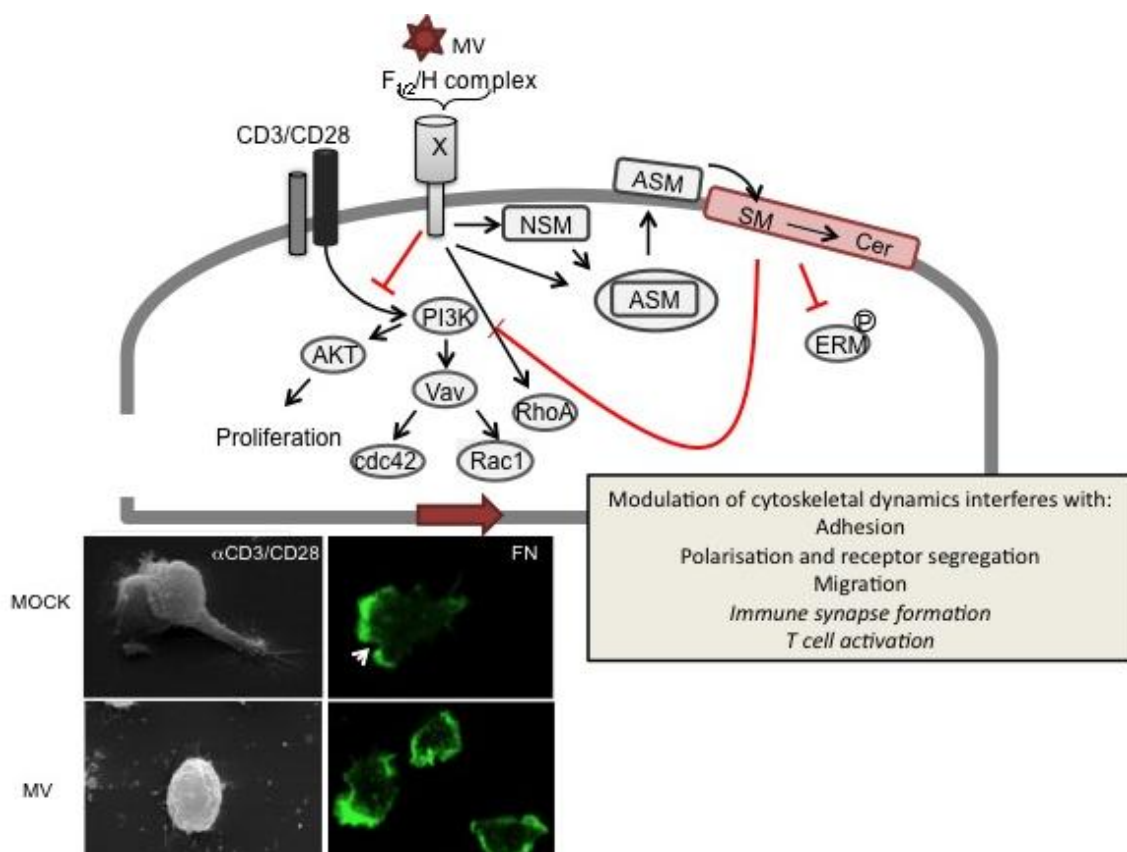 MV
F1/2/H complex
CD3/CD28
X
ASM
NSM
SM
Cer
ASM
PI3K
P
ERM
AKT
Vav
RhoA
Proliferation
cdc42
Rac1
Modulation of cytoskeletal dynamics interferes with:
Adhesion
Polarisation and receptor segregation
Migration
Immune synapse formation
T cell activation
αCD3/CD28
FN
MOCK
MV